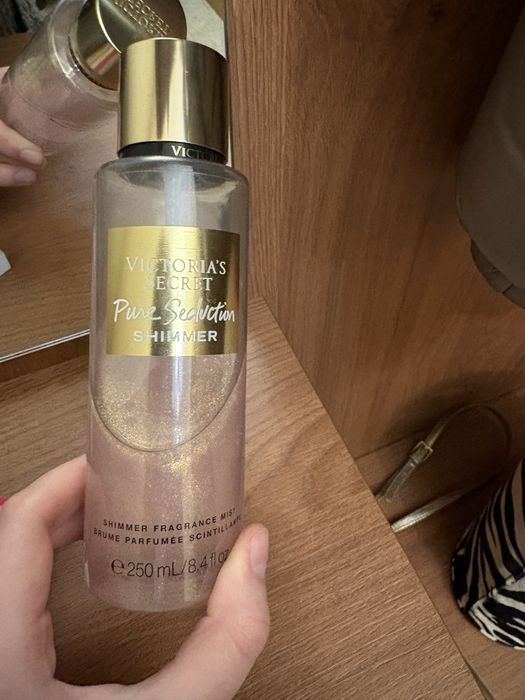 VICTORIA'S
SECRET
Pure Seduction
SHIMMER
SHIMMER FRAGRANCE MIST
BRUME PARFUMÉE SCINTILLANTE
℮ 250 mL/8.4 fl oz